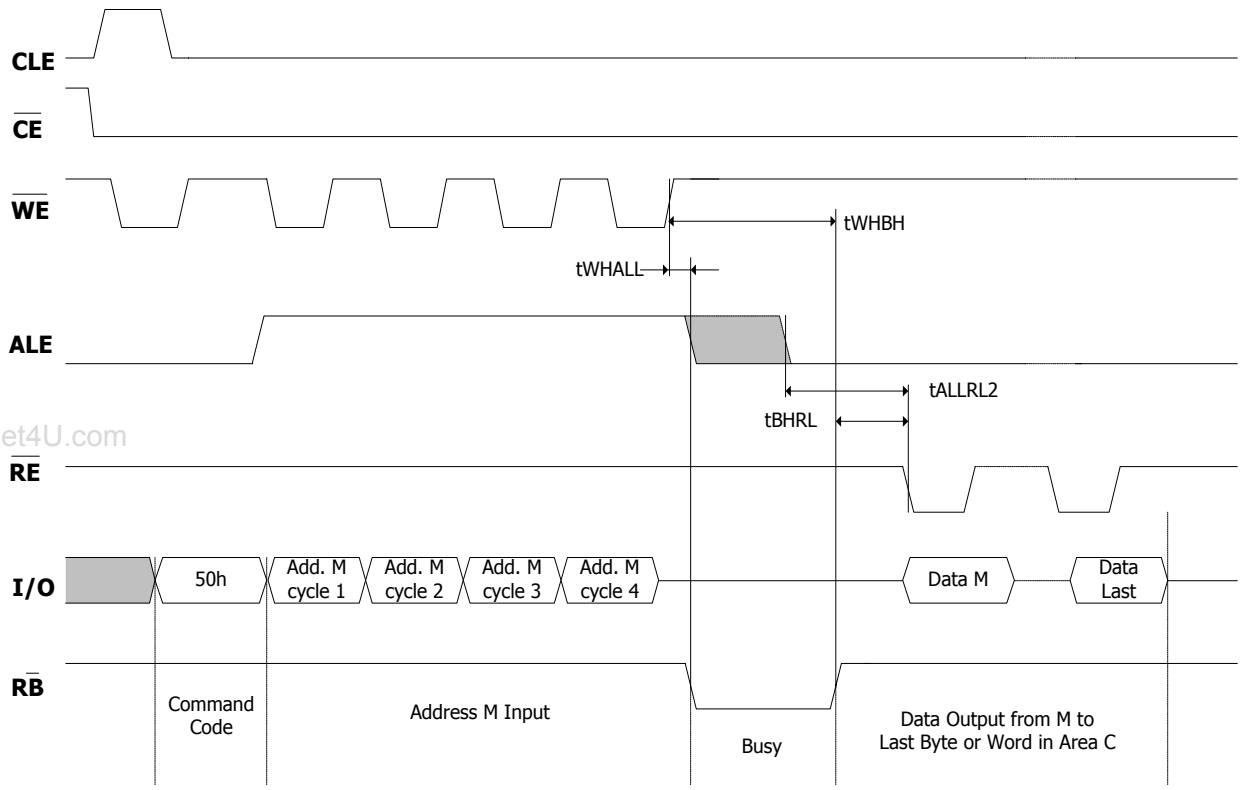 CLE
CE
WE
tWHBH
tWHALL
ALE
tALLRL2
tBHRL
et4U.com
RE
I/O
50h
Add. M
cycle 1
Add. M
cycle 2
Add. M
cycle 3
Add. M
cycle 4
Data M
Data
Last
RB
Command
Code
Address M Input
Busy
Data Output from M to
Last Byte or Word in Area C